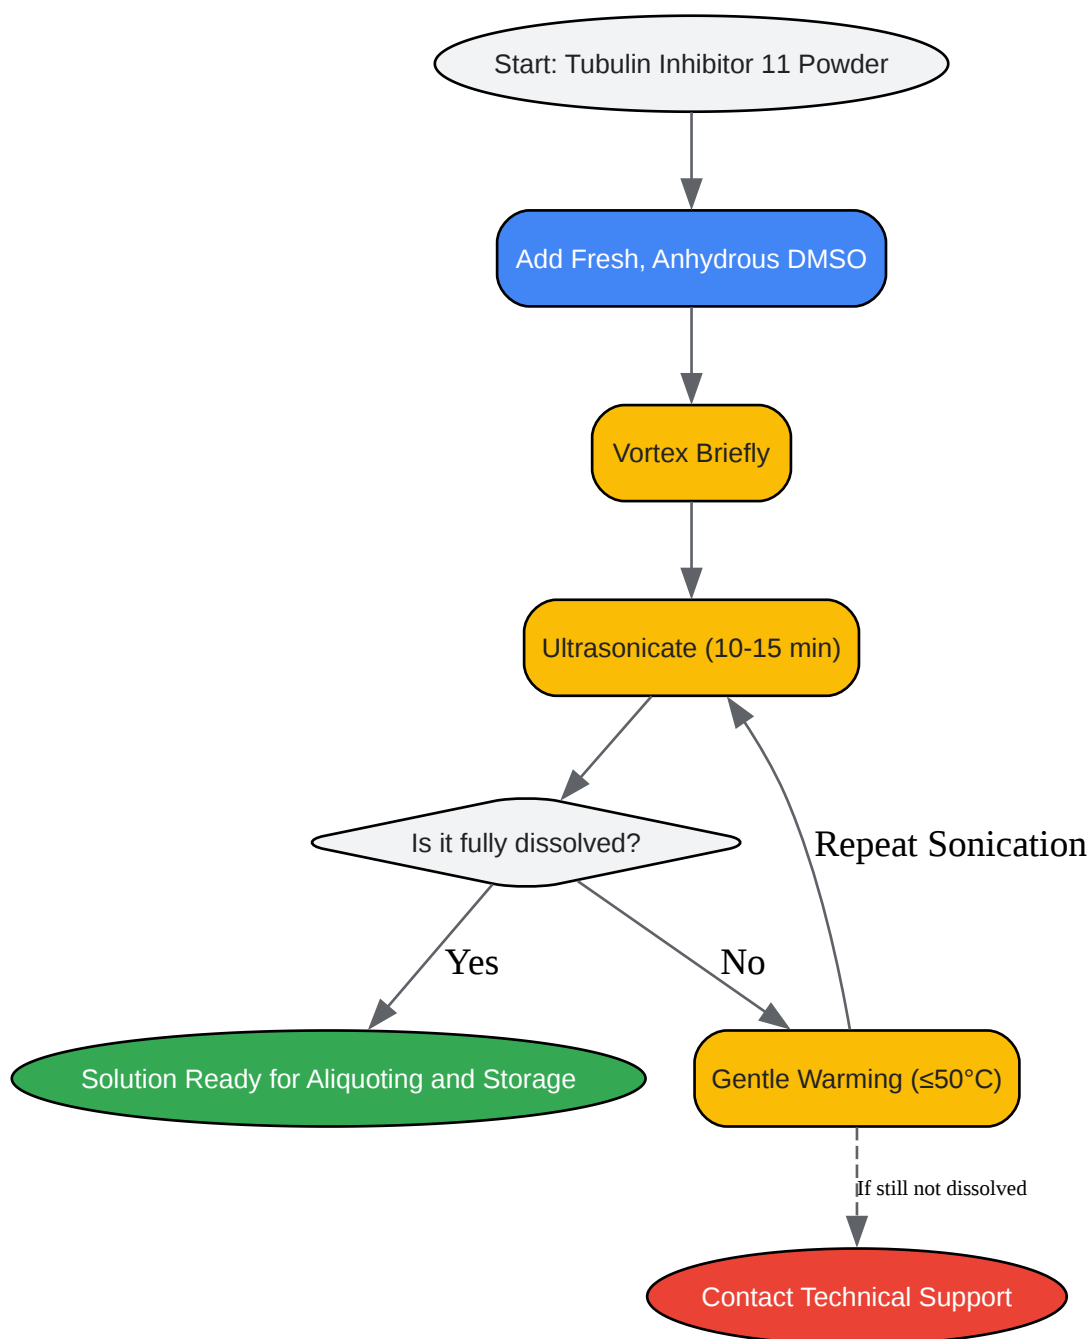 Start: Tubulin Inhibitor 11 Powder
Add Fresh, Anhydrous DMSO
Vortex Briefly
Ultrasonicate (10-15 min)
Is it fully dissolved?
Repeat Sonication
Yes
No
Solution Ready for Aliquoting and Storage
Gentle Warming (≤50°C)
If still not dissolved
Contact Technical Support